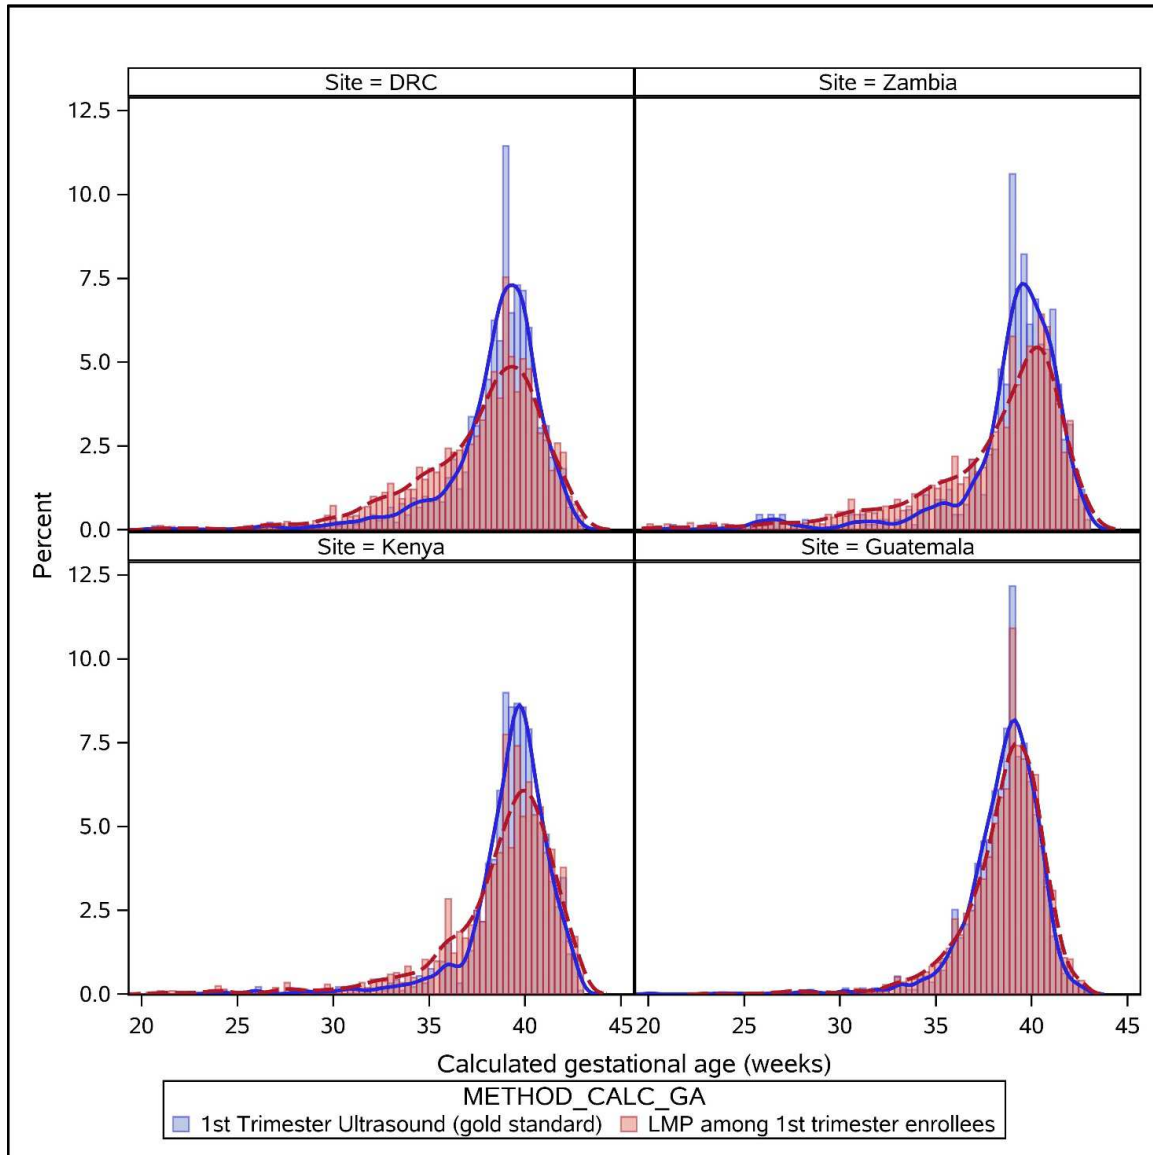 Site = DRC
Site = Zambia
12.5
10.0
7.5
5.0
2.5
0.0
Site = Kenya
Site = Guatemala
12.5
10.0
7.5
5.0
2.5
0.0
Percent
20 25 30 35 40 45 20 25 30 35 40 45
Calculated gestational age (weeks)
METHOD_CALC_GA
1st Trimester Ultrasound (gold standard) LMP among 1st trimester enrollees